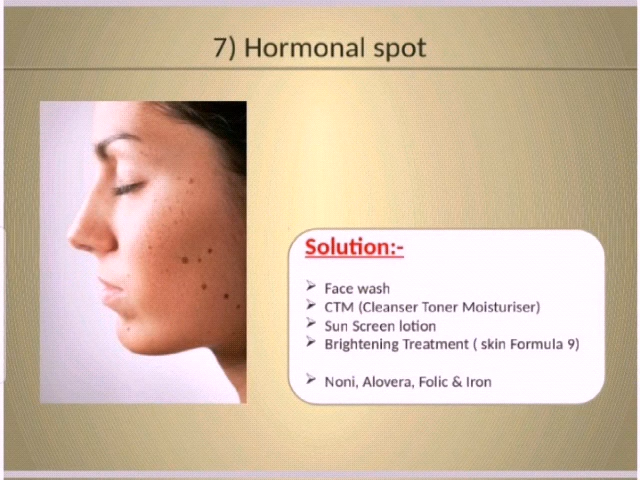 7) Hormonal spot
Solution:-
➢ Face wash
➢ CTM (Cleanser Toner Moisturiser)
➢ Sun Screen lotion
➢ Brightening Treatment ( skin Formula 9)
➢ Noni, Alovera, Folic & Iron